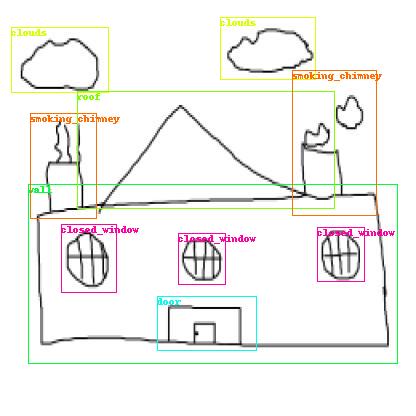 clouds
clouds
smoking_chimney
roof
smoking_chimney
wall
closed_window
closed_window
closed_window
door